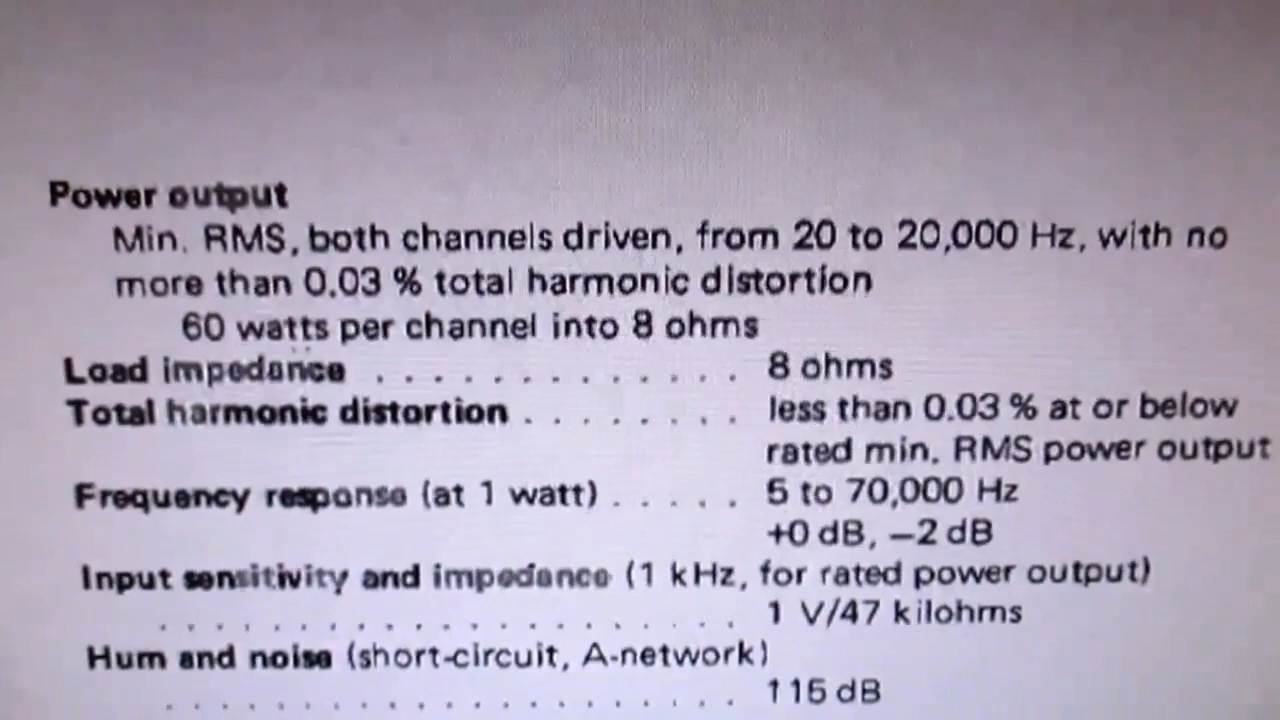 Power output
Min. RMS, both channels driven, from 20 to 20,000 Hz, with no
more than 0.03 % total harmonic distortion
60 watts per channel into 8 ohms
Load impedance . . . . . . . . . . . . . 8 ohms
Total harmonic distortion . . . . . . . . less than 0.03 % at or below
rated min. RMS power output
Frequency response (at 1 watt) . . . . . 5 to 70,000 Hz
+0 dB, −2 dB
Input sensitivity and impedance (1 kHz, for rated power output)
. . . . . . . . . . . . . . . . . . . . . 1 V/47 kilohms
Hum and noise (short-circuit, A-network)
. . . . . . . . . . . . . . . . . . . . . 115 dB